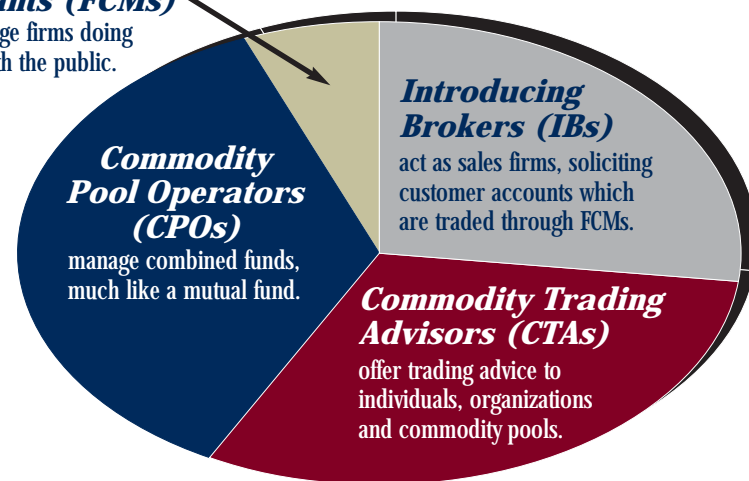 (FCMs)
firms doing
the public.
Commodity
Pool Operators
(CPOs)
manage combined funds,
much like a mutual fund.
Introducing
Brokers (IBs)
act as sales firms, soliciting
customer accounts which
are traded through FCMs.
Commodity Trading
Advisors (CTAs)
offer trading advice to
individuals, organizations
and commodity pools.